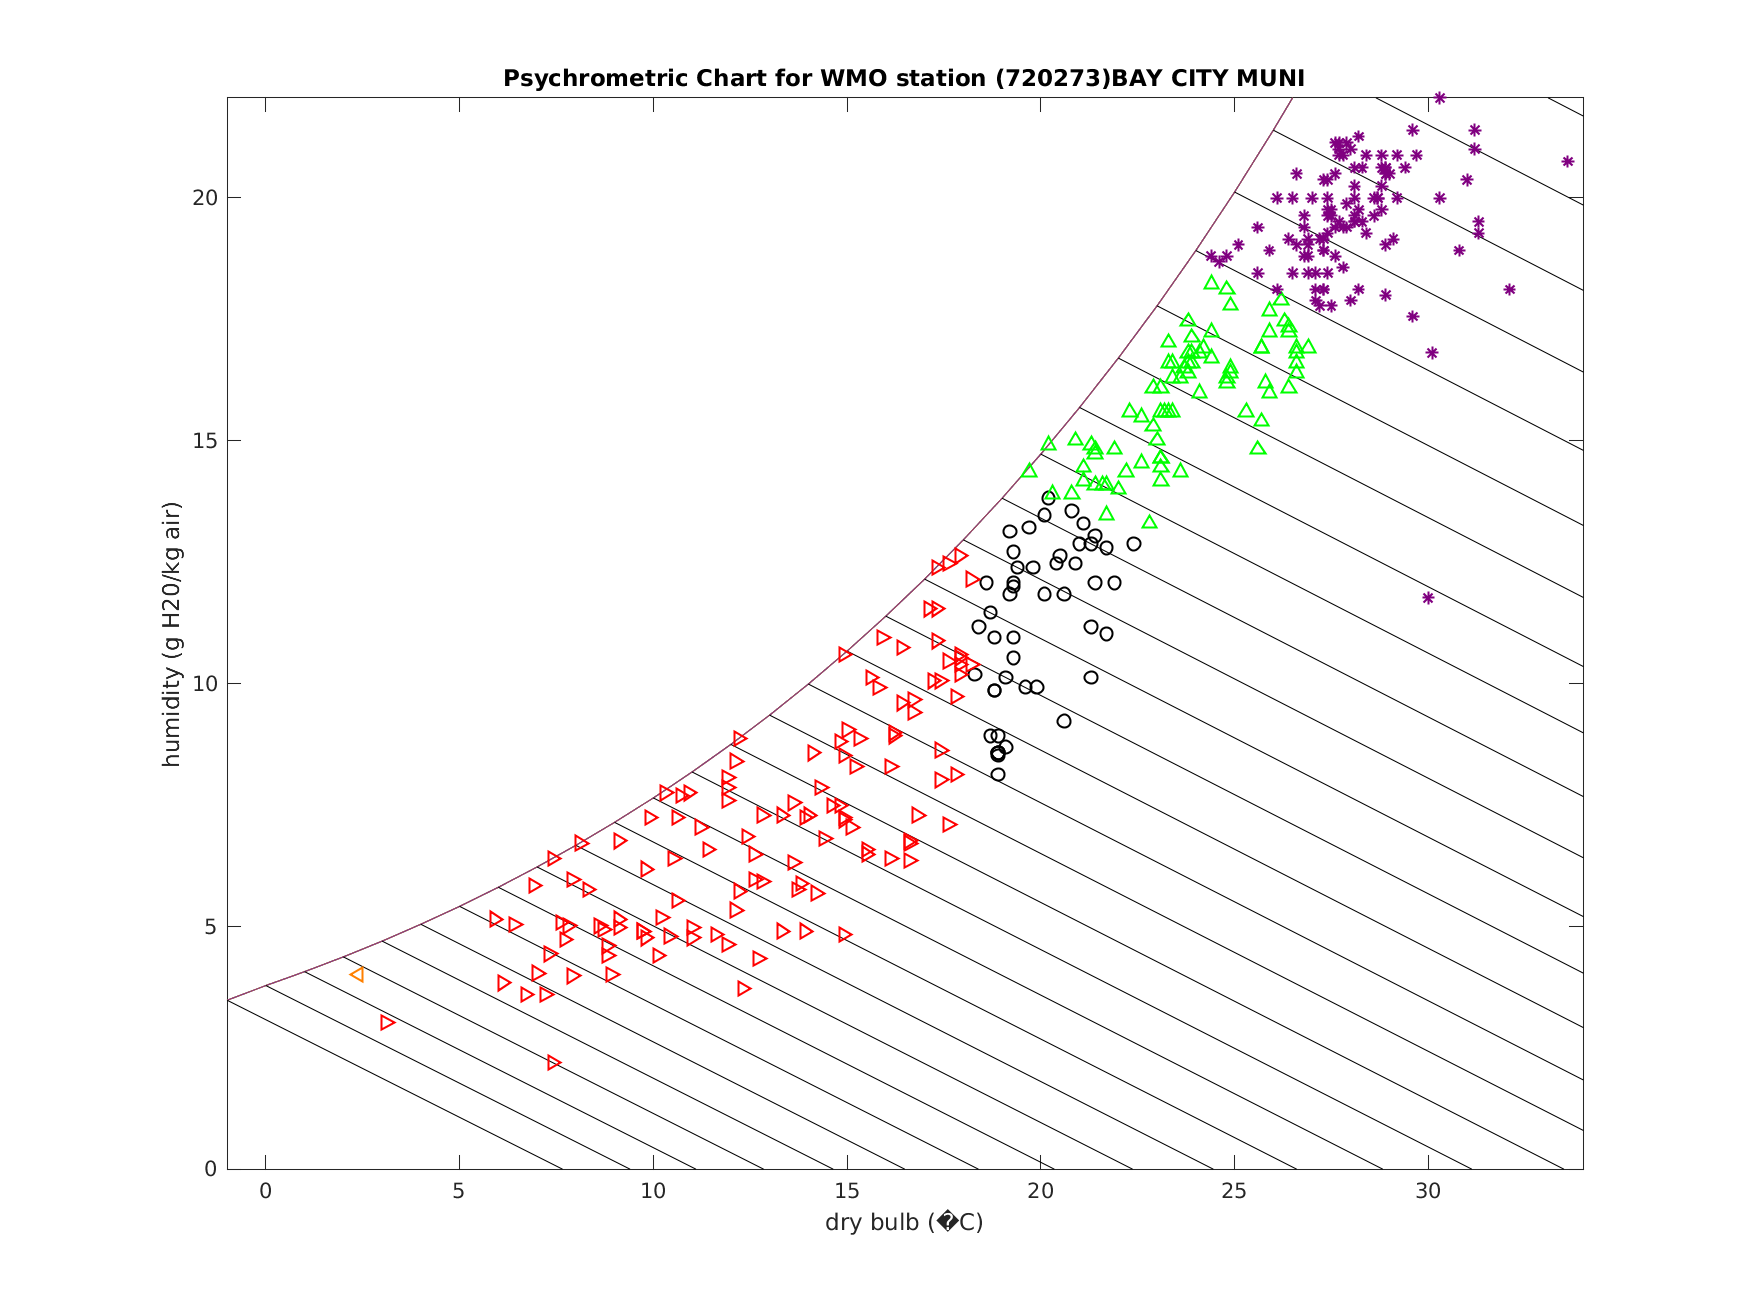 Psychrometric Chart for WMO station (720273)BAY CITY MUNI
20
15
10
5
0
humidity (g H20/kg air)
0 5 10 15 20 25 30
dry bulb (�C)